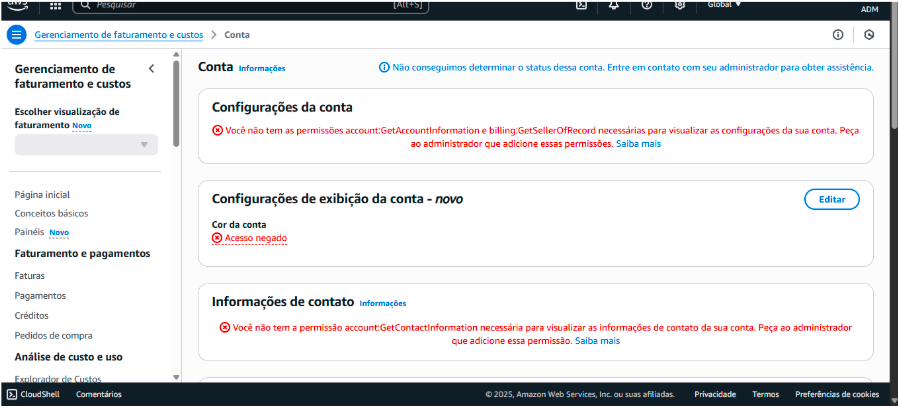 aws
Pesquisar
[Alt+S]
Global ▼
ADM
Gerenciamento de faturamento e custos > Conta
Gerenciamento de
faturamento e custos
Escolher visualização de
faturamento Novo
Página inicial
Conceitos básicos
Painéis Novo
Faturamento e pagamentos
Faturas
Pagamentos
Créditos
Pedidos de compra
Análise de custo e uso
Explorador de Custos
Conta Informações
Não conseguimos determinar o status dessa conta. Entre em contato com seu administrador para obter assistência.
Configurações da conta
Você não tem as permissões account:GetAccountInformation e billing:GetSellerOfRecord necessárias para visualizar as configurações da sua conta. Peça
ao administrador que adicione essas permissões. Saiba mais
Configurações de exibição da conta - novo
Editar
Cor da conta
Acesso negado
Informações de contato Informações
Você não tem a permissão account:GetContactInformation necessária para visualizar as informações de contato da sua conta. Peça ao administrador
que adicione essa permissão. Saiba mais
CloudShell Comentários
© 2025, Amazon Web Services, Inc. ou suas afiliadas. Privacidade Termos Preferências de cookies